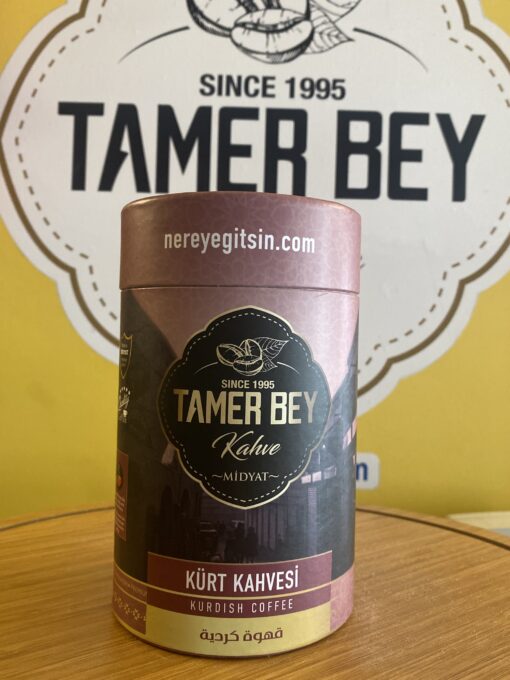 SINCE 1995
TAMER BEY
nereyegitsin.com
SINCE 1995
TAMER BEY
Kahve
~MİDYAT~
KÜRT KAHVESİ
KURDISH COFFEE
قهوة كردية